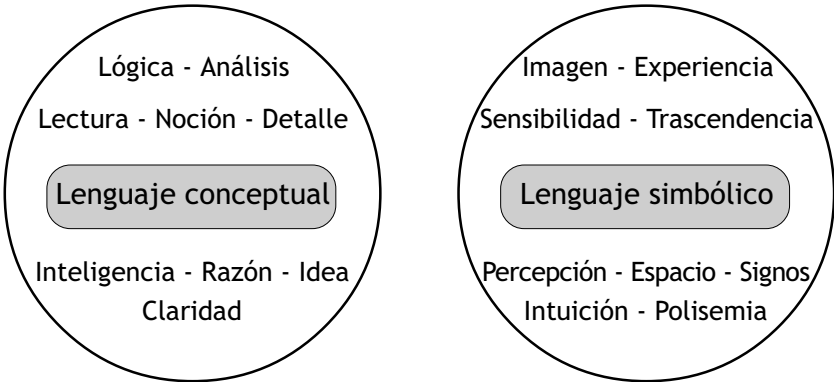 Lógica - Análisis
Lectura - Noción - Detalle
Lenguaje conceptual
Inteligencia - Razón - Idea
Claridad
Imagen - Experiencia
Sensibilidad - Trascendencia
Lenguaje simbólico
Percepción - Espacio - Signos
Intuición - Polisemia